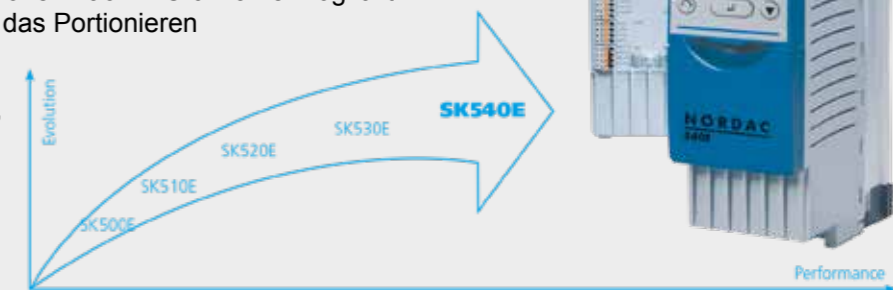 das Portionieren
Evolution
SK540E
SK530E
SK520E
SK510E
SK500E
NORDAC
Performance